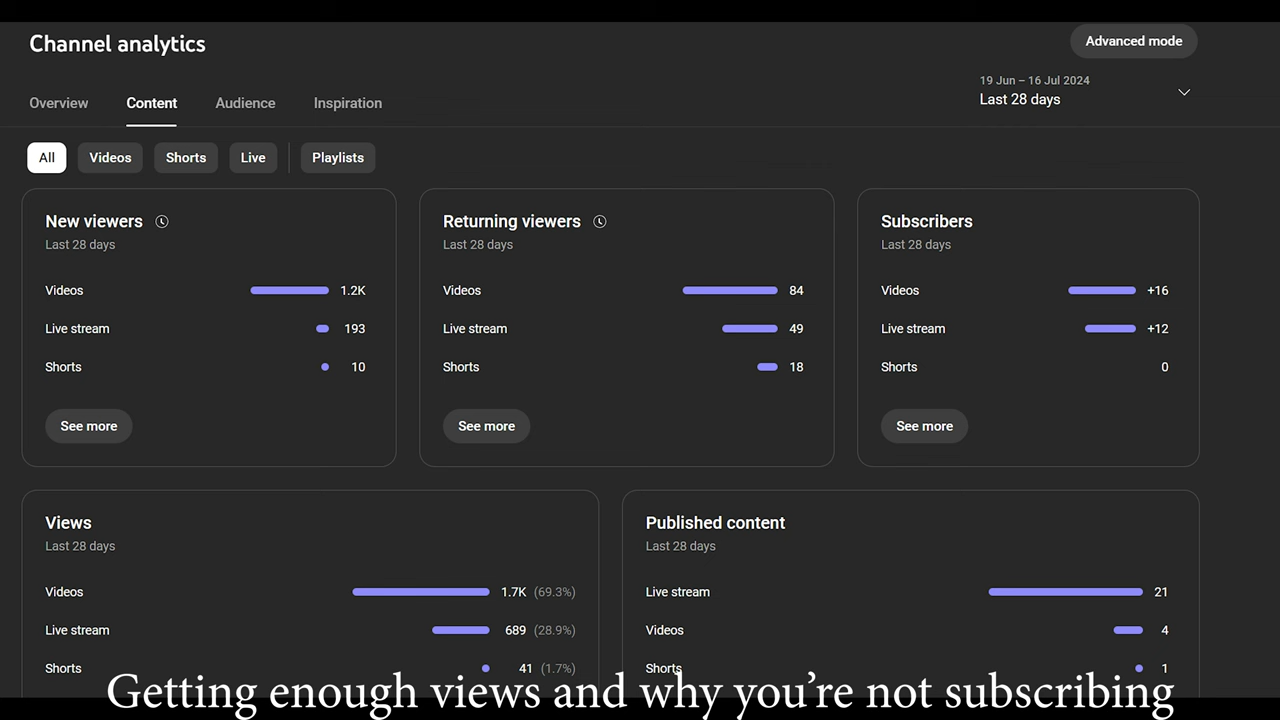 Channel analytics
Advanced mode
19 Jun – 16 Jul 2024
Last 28 days
Overview Content Audience Inspiration
All Videos Shorts Live Playlists
New viewers
Last 28 days
Videos 1.2K
Live stream 193
Shorts 10
See more
Returning viewers
Last 28 days
Videos 84
Live stream 49
Shorts 18
See more
Subscribers
Last 28 days
Videos +16
Live stream +12
Shorts 0
See more
Views
Last 28 days
Videos 1.7K (69.3%)
Live stream 689 (28.9%)
Shorts 41 (1.7%)
Published content
Last 28 days
Live stream 21
Videos 4
Shorts 1
Getting enough views and why you’re not subscribing